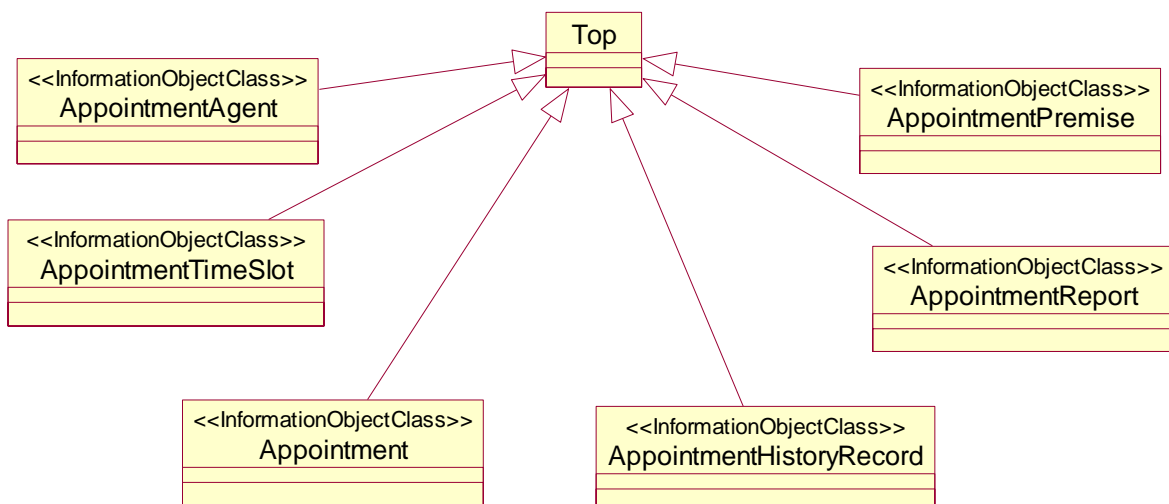 Top
<<InformationObjectClass>>
AppointmentAgent
<<InformationObjectClass>>
AppointmentPremise
<<InformationObjectClass>>
AppointmentTimeSlot
<<InformationObjectClass>>
AppointmentReport
<<InformationObjectClass>>
Appointment
<<InformationObjectClass>>
AppointmentHistoryRecord